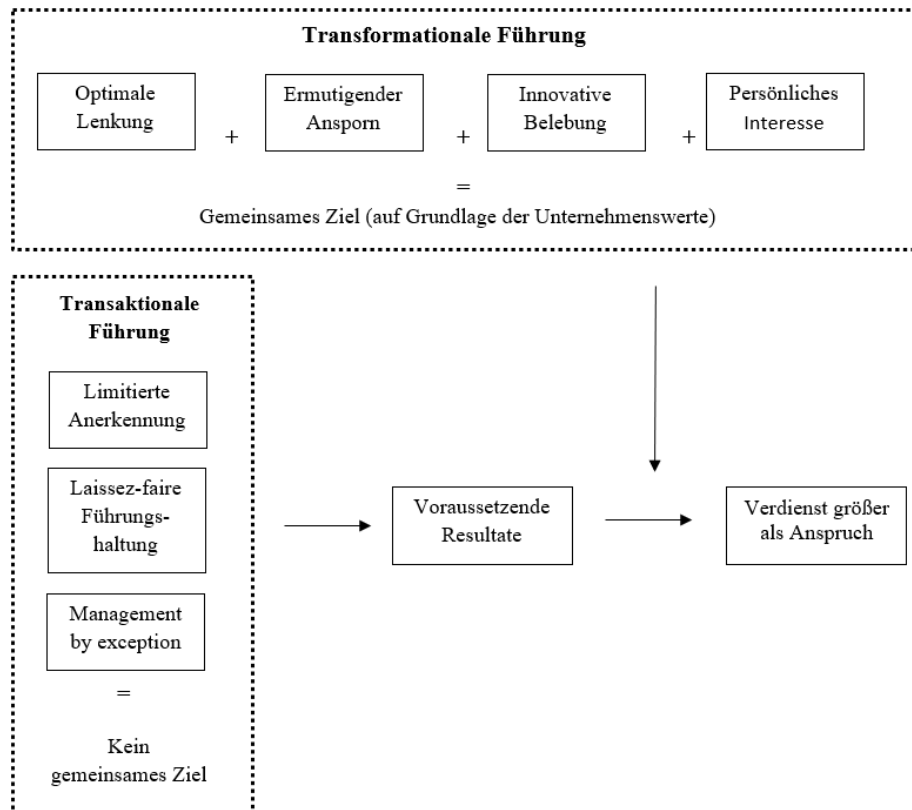 Transformationale Führung
Optimale
Lenkung
+
Ermutigender
Ansporn
+
Innovative
Belebung
+
Persönliches
Interesse
=
Gemeinsames Ziel (auf Grundlage der Unternehmenswerte)
Transaktionale
Führung
Limitierte
Anerkennung
Laissez-faire
Führungs-
haltung
Management
by exception
=
Kein
gemeinsames Ziel
Voraussetzende
Resultate
Verdienst größer
als Anspruch